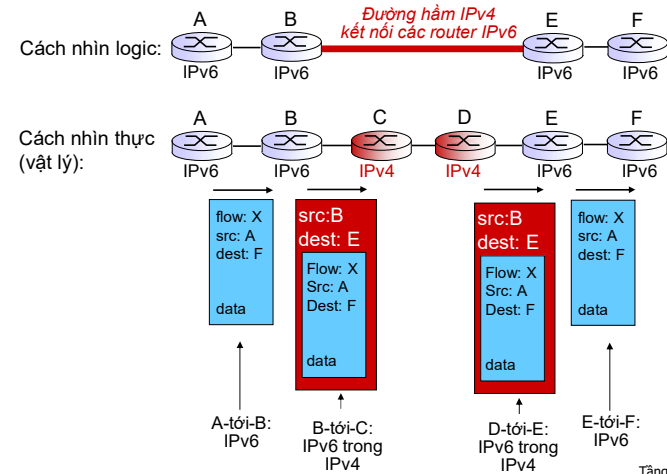 Đường hầm IPv4
kết nối các router IPv6
A B E F
Cách nhìn logic:
IPv6 IPv6 IPv6 IPv6
A B C D E F
Cách nhìn thực
(vật lý):
IPv6 IPv6 IPv4 IPv4 IPv6 IPv6
flow: X
src: A
dest: F
data
src:B
dest: E
Flow: X
Src: A
Dest: F
data
src:B
dest: E
Flow: X
Src: A
Dest: F
data
flow: X
src: A
dest: F
data
A-tới-B:
IPv6
B-tới-C:
IPv6 trong
IPv4
D-tới-E:
IPv6 trong
IPv4
E-tới-F:
IPv6
Tầng